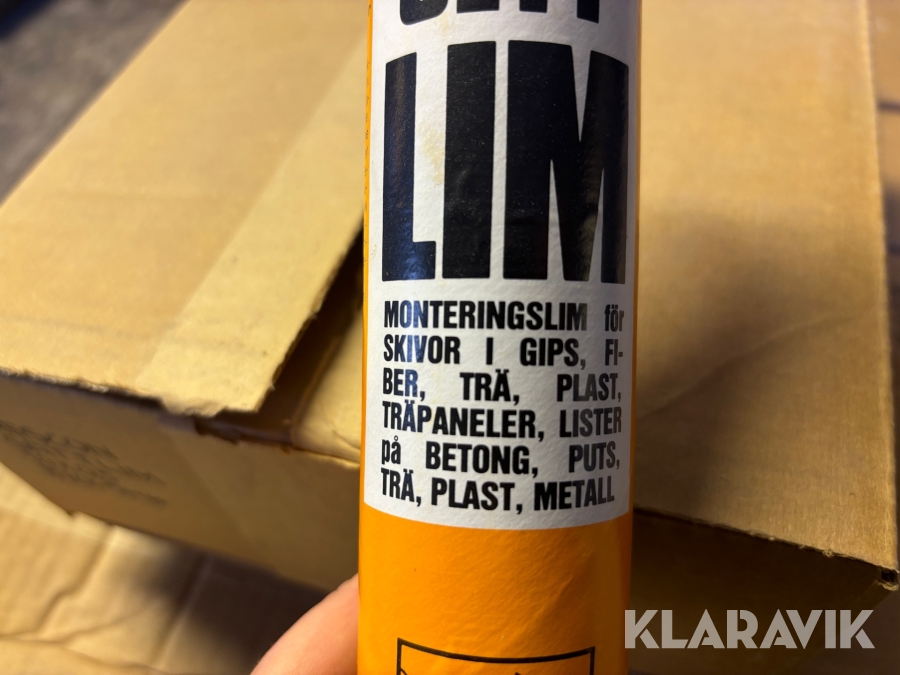 LIM
MONTERINGSLIM för
SKIVOR I GIPS, FI-
BER, TRÄ, PLAST,
TRÄPANELER, LISTER
på BETONG, PUTS,
TRÄ, PLAST, METALL
KLARAVIK